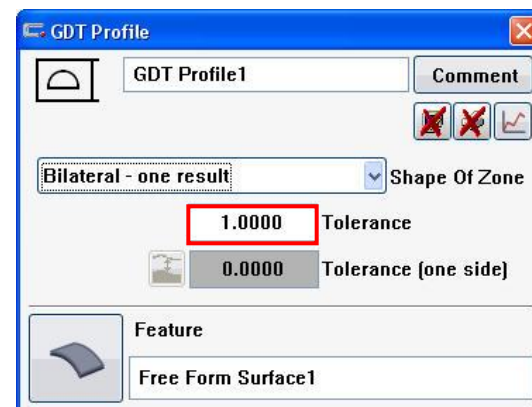 GDT Profile
GDT Profile1
Comment
Bilateral - one result
Shape Of Zone
1.0000
Tolerance
0.0000
Tolerance (one side)
Feature
Free Form Surface1